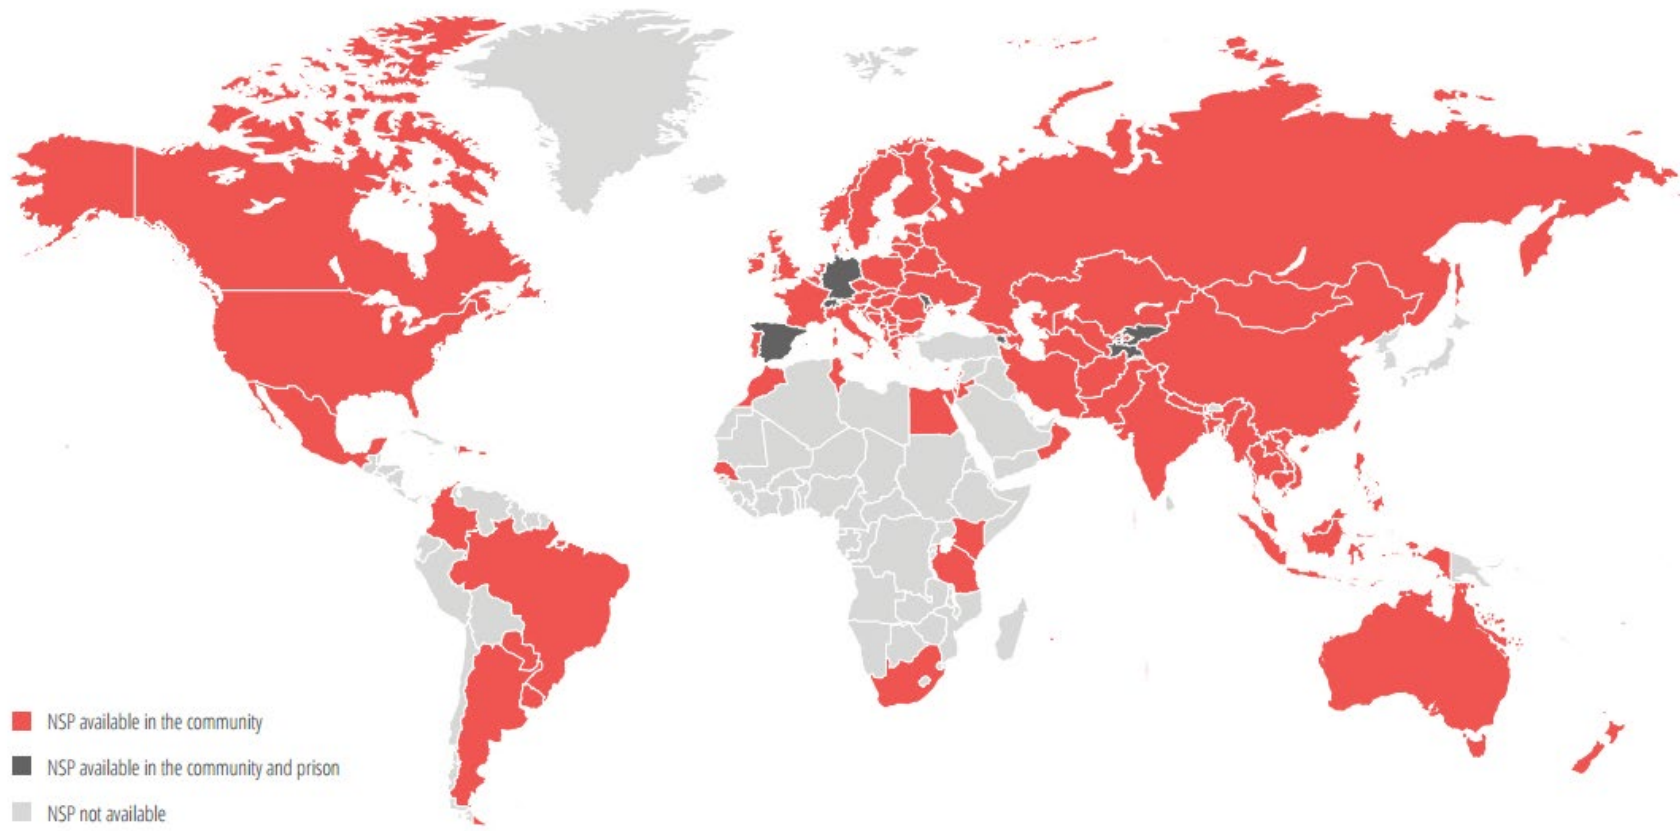 NSP available in the community
NSP available in the community and prison
NSP not available